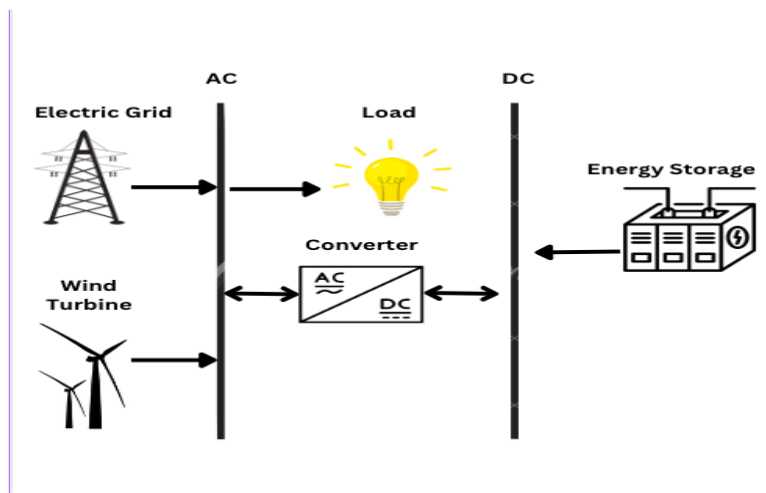 AC
DC
Electric Grid
Load
Energy Storage
Converter
AC
DC
Wind
Turbine